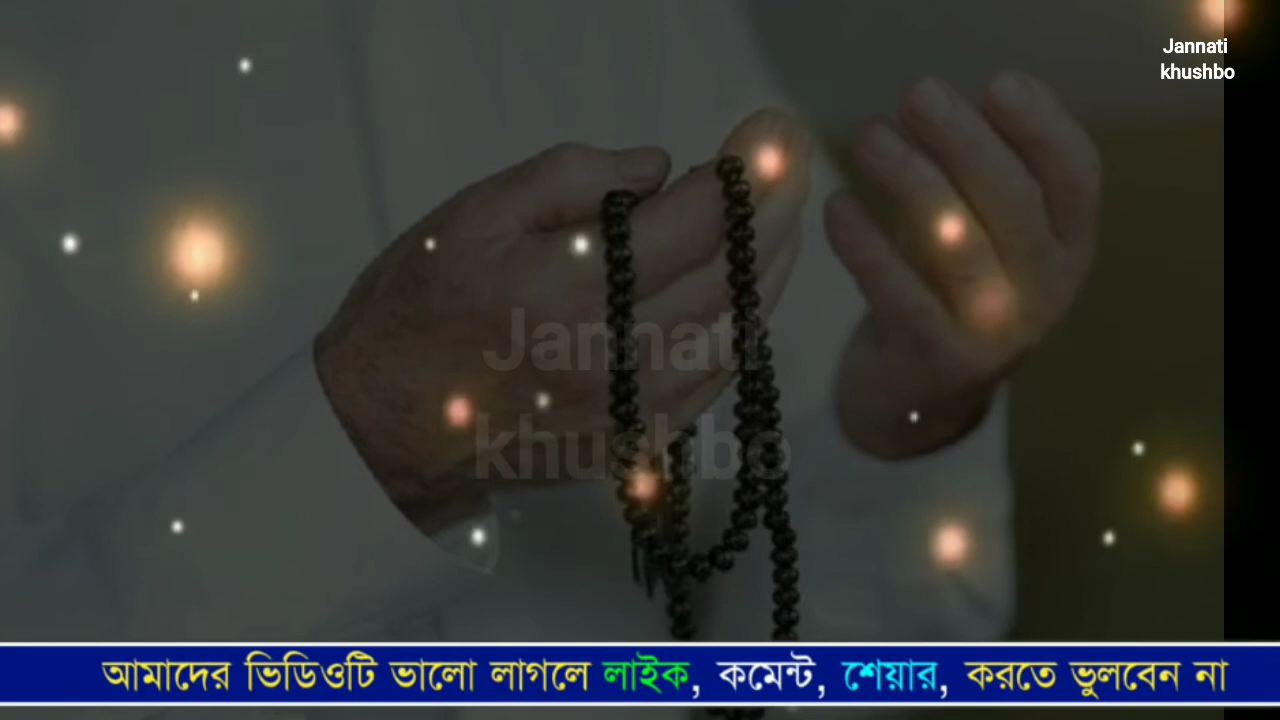 Jannati
khushbo
Jannati
khushbo
আমাদের ভিডিওটি ভালো লাগলে লাইক, কমেন্ট, শেয়ার, করতে ভুলবেন না